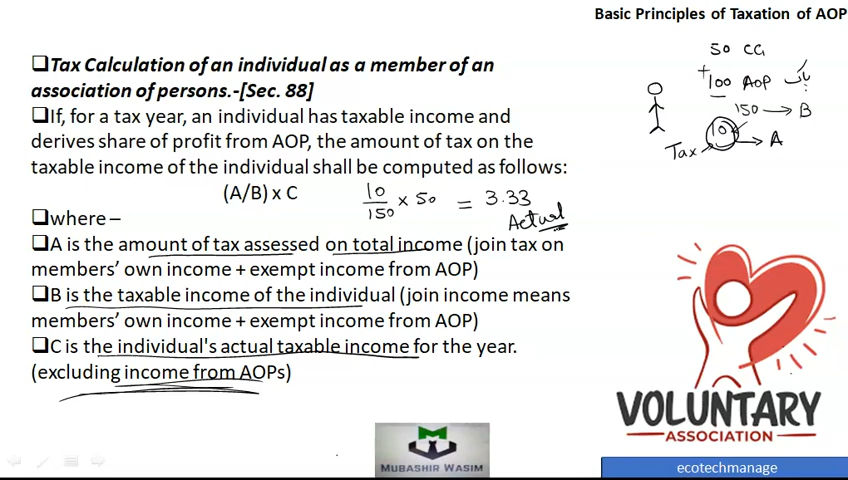 Basic Principles of Taxation of AOP
❑Tax Calculation of an individual as a member of an
association of persons.-[Sec. 88]
❑If, for a tax year, an individual has taxable income and
derives share of profit from AOP, the amount of tax on the
taxable income of the individual shall be computed as follows:
(A/B) x C
10/150 x 50 = 3.33
Actual
❑where –
❑A is the amount of tax assessed on total income (join tax on
members’ own income + exempt income from AOP)
❑B is the taxable income of the individual (join income means
members’ own income + exempt income from AOP)
❑C is the individual's actual taxable income for the year.
(excluding income from AOPs)
50 CG
+100 AOP
150 → B
Tax → 10 → A
VOLUNTARY
ASSOCIATION
MUBASHIR WASIM
ecotechmanage